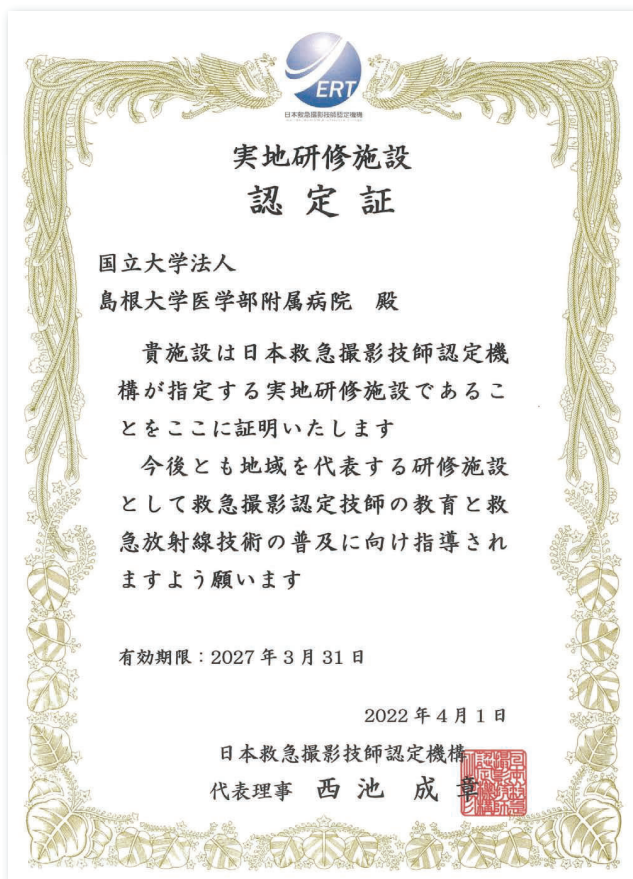 ERT
日本救急撮影技師認定機構
実地研修施設
認定証
国立大学法人
島根大学医学部附属病院 殿
貴施設は日本救急撮影技師認定機
構が指定する実地研修施設であるこ
とをここに証明いたします
今後とも地域を代表する研修施設
として救急撮影認定技師の教育と救
急放射線技術の普及に向け指導され
ますよう願います
有効期限:2027年3月31日
2022年4月1日
日本救急撮影技師認定機構
代表理事 西池 成章